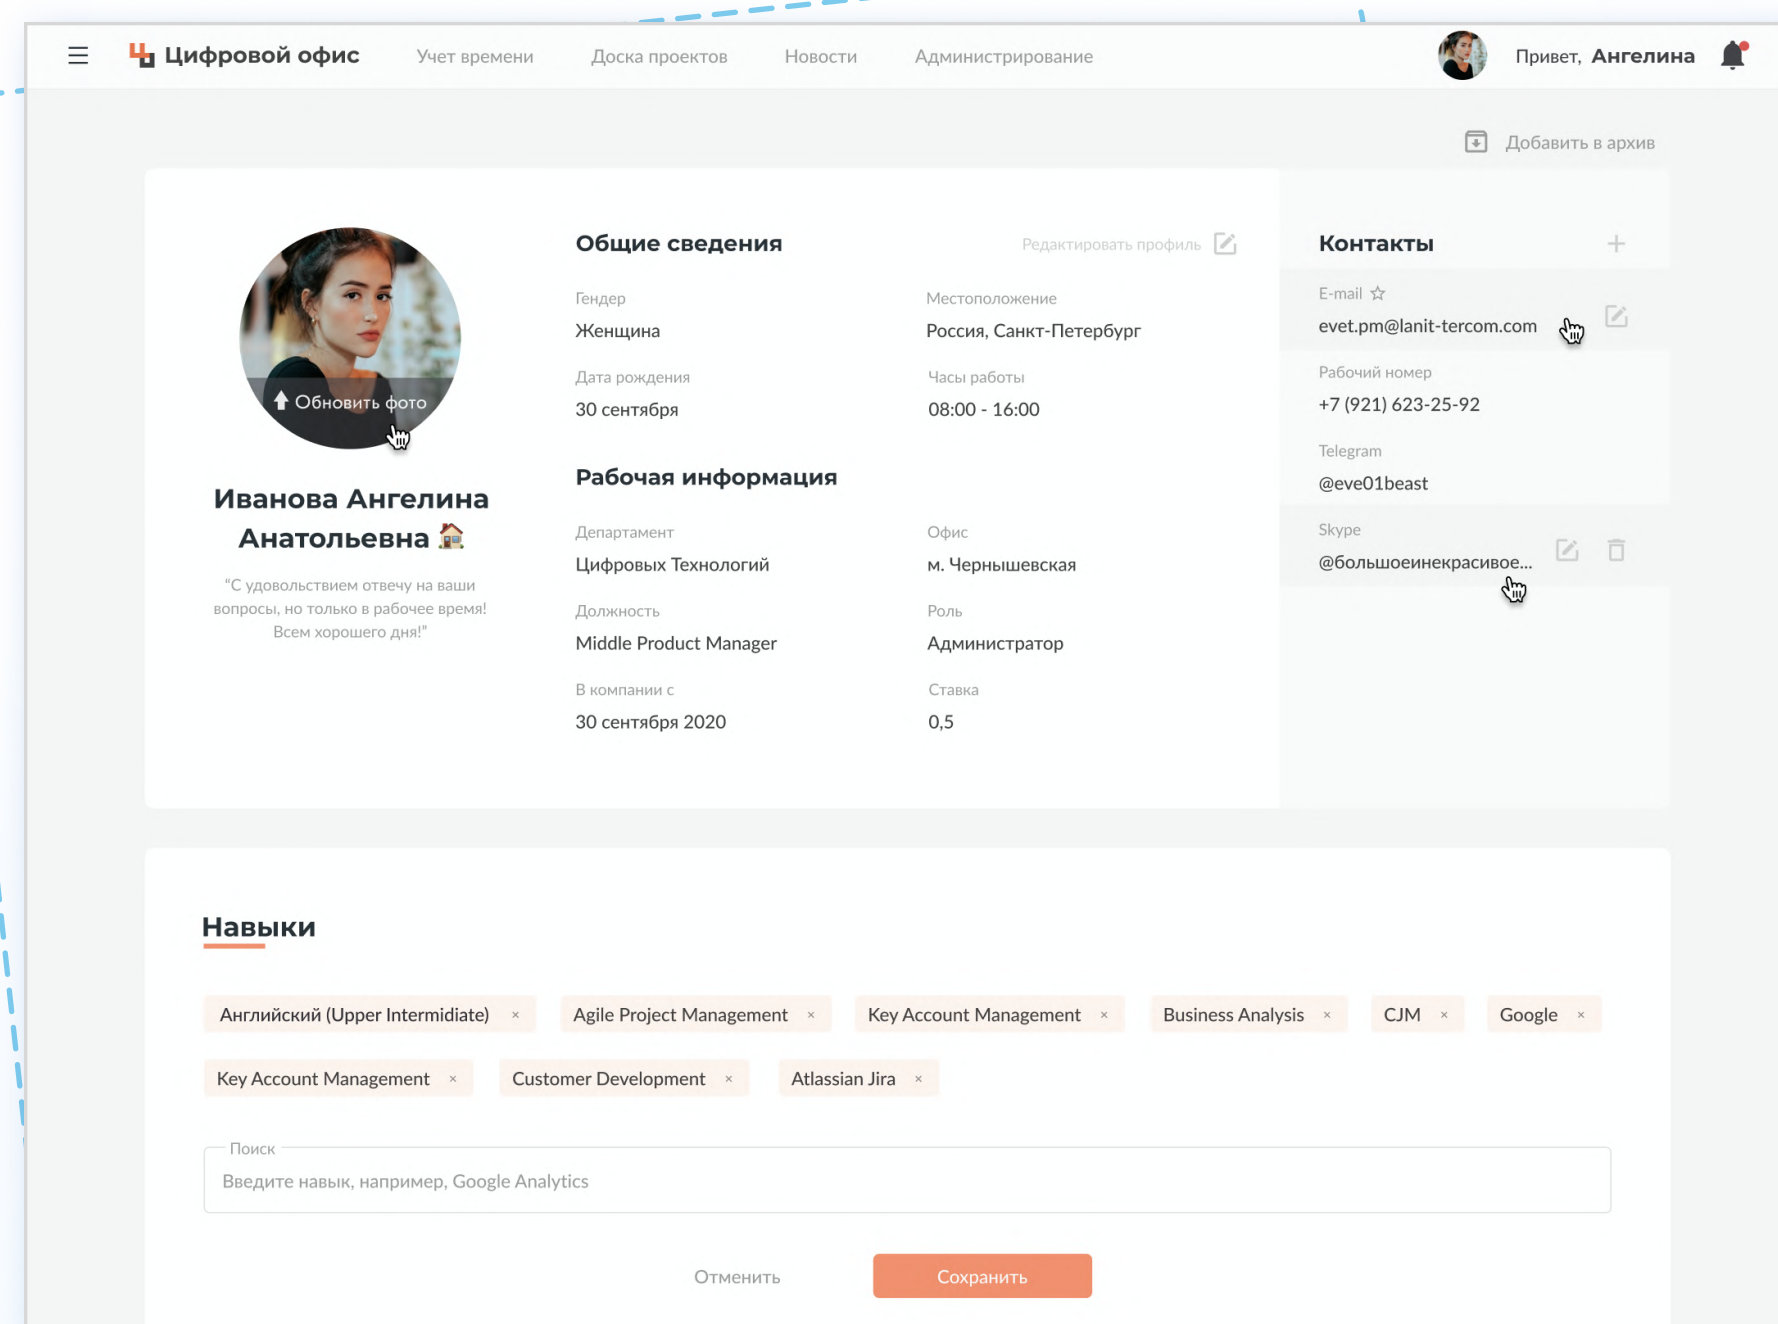 Цифровой офис
Учет времени
Доска проектов
Новости
Администрирование
Привет, Ангелина
Добавить в архив
Обновить фото
Иванова Ангелина
Анатольевна
“С удовольствием отвечу на ваши
вопросы, но только в рабочее время!
Всем хорошего дня!”
Общие сведения
Редактировать профиль
Гендер
Женщина
Местоположение
Россия, Санкт-Петербург
Дата рождения
30 сентября
Часы работы
08:00 - 16:00
Рабочая информация
Департамент
Цифровых Технологий
Офис
м. Чернышевская
Должность
Middle Product Manager
Роль
Администратор
В компании с
30 сентября 2020
Ставка
0,5
Контакты
E-mail
evet.pm@lanit-tercom.com
Рабочий номер
+7 (921) 623-25-92
Telegram
@eve01beast
Skype
@большоеинекрасивое...
Навыки
Английский (Upper Intermidiate) ×
Agile Project Management ×
Key Account Management ×
Business Analysis ×
CJM ×
Google ×
Key Account Management ×
Customer Development ×
Atlassian Jira ×
Поиск
Введите навык, например, Google Analytics
Отменить
Сохранить